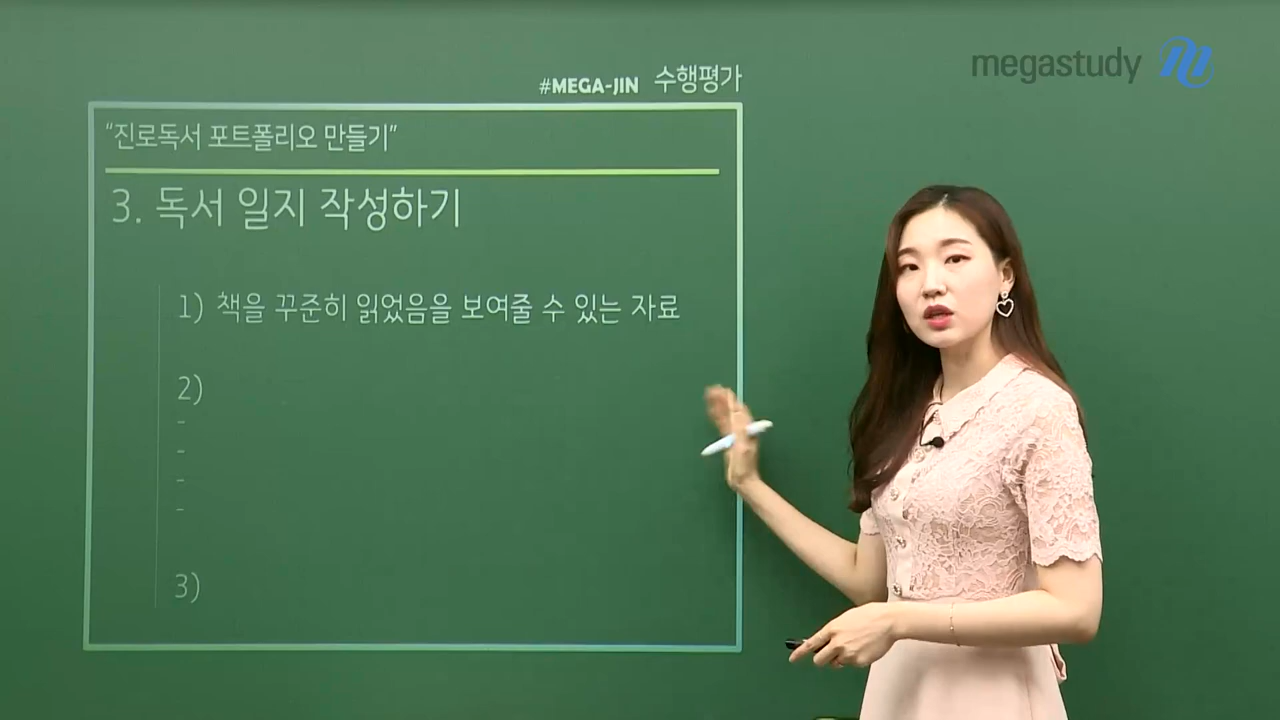 megastudy
#MEGA-JIN 수행평가
“진로독서 포트폴리오 만들기”
3. 독서 일지 작성하기
1) 책을 꾸준히 읽었음을 보여줄 수 있는 자료
2)
-
-
-
-
3)